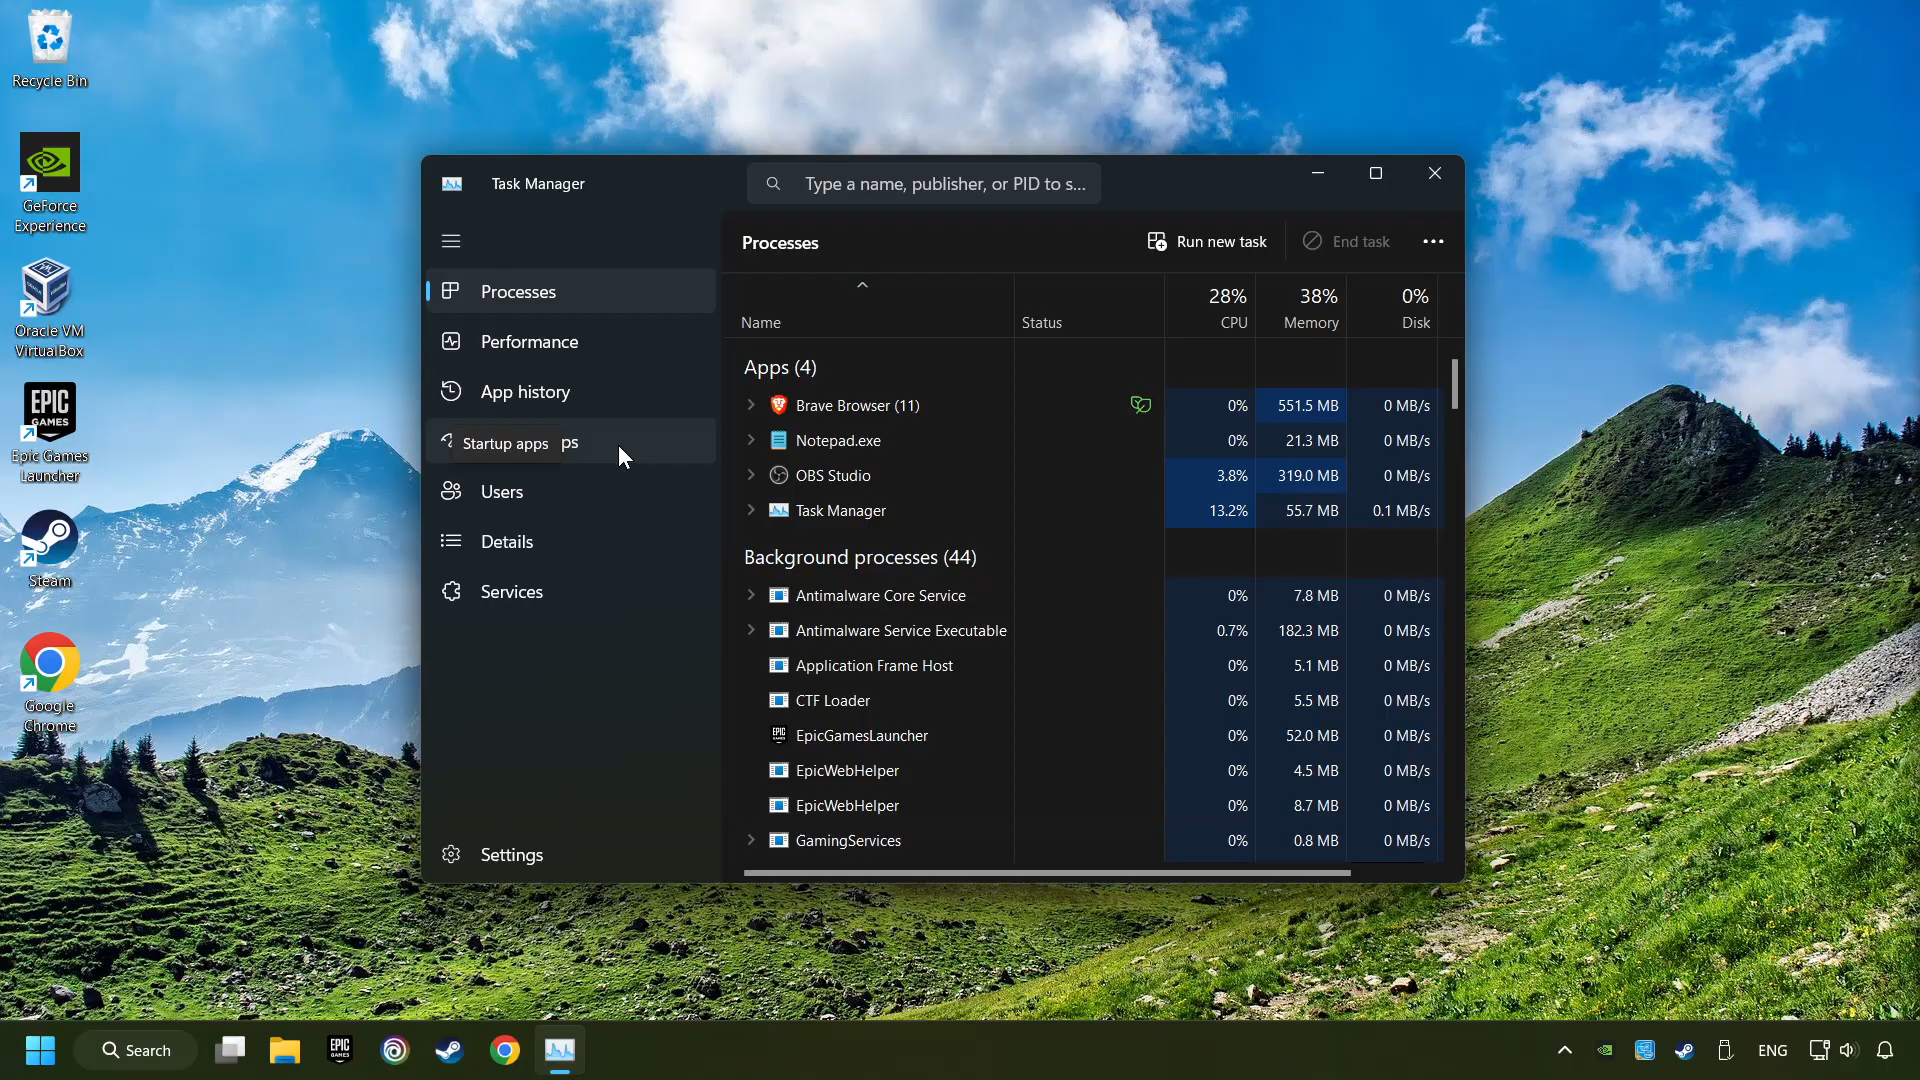 Recycle Bin
GeForce
Experience
Oracle VM
VirtualBox
EPIC
GAMES
Epic Games
Launcher
Steam
Google
Chrome
Task Manager
Type a name, publisher, or PID to s...
Processes
Performance
App history
Startup apps
ps
Users
Details
Services
Settings
Processes
Run new task
End task
Name
Status
28%
CPU
38%
Memory
0%
Disk
Apps (4)
Brave Browser (11) 0% 551.5 MB 0 MB/s
Notepad.exe 0% 21.3 MB 0 MB/s
OBS Studio 3.8% 319.0 MB 0 MB/s
Task Manager 13.2% 55.7 MB 0.1 MB/s
Background processes (44)
Antimalware Core Service 0% 7.8 MB 0 MB/s
Antimalware Service Executable 0.7% 182.3 MB 0 MB/s
Application Frame Host 0% 5.1 MB 0 MB/s
CTF Loader 0% 5.5 MB 0 MB/s
EpicGamesLauncher 0% 52.0 MB 0 MB/s
EpicWebHelper 0% 4.5 MB 0 MB/s
EpicWebHelper 0% 8.7 MB 0 MB/s
GamingServices 0% 0.8 MB 0 MB/s
Search
EPIC
GAMES
ENG